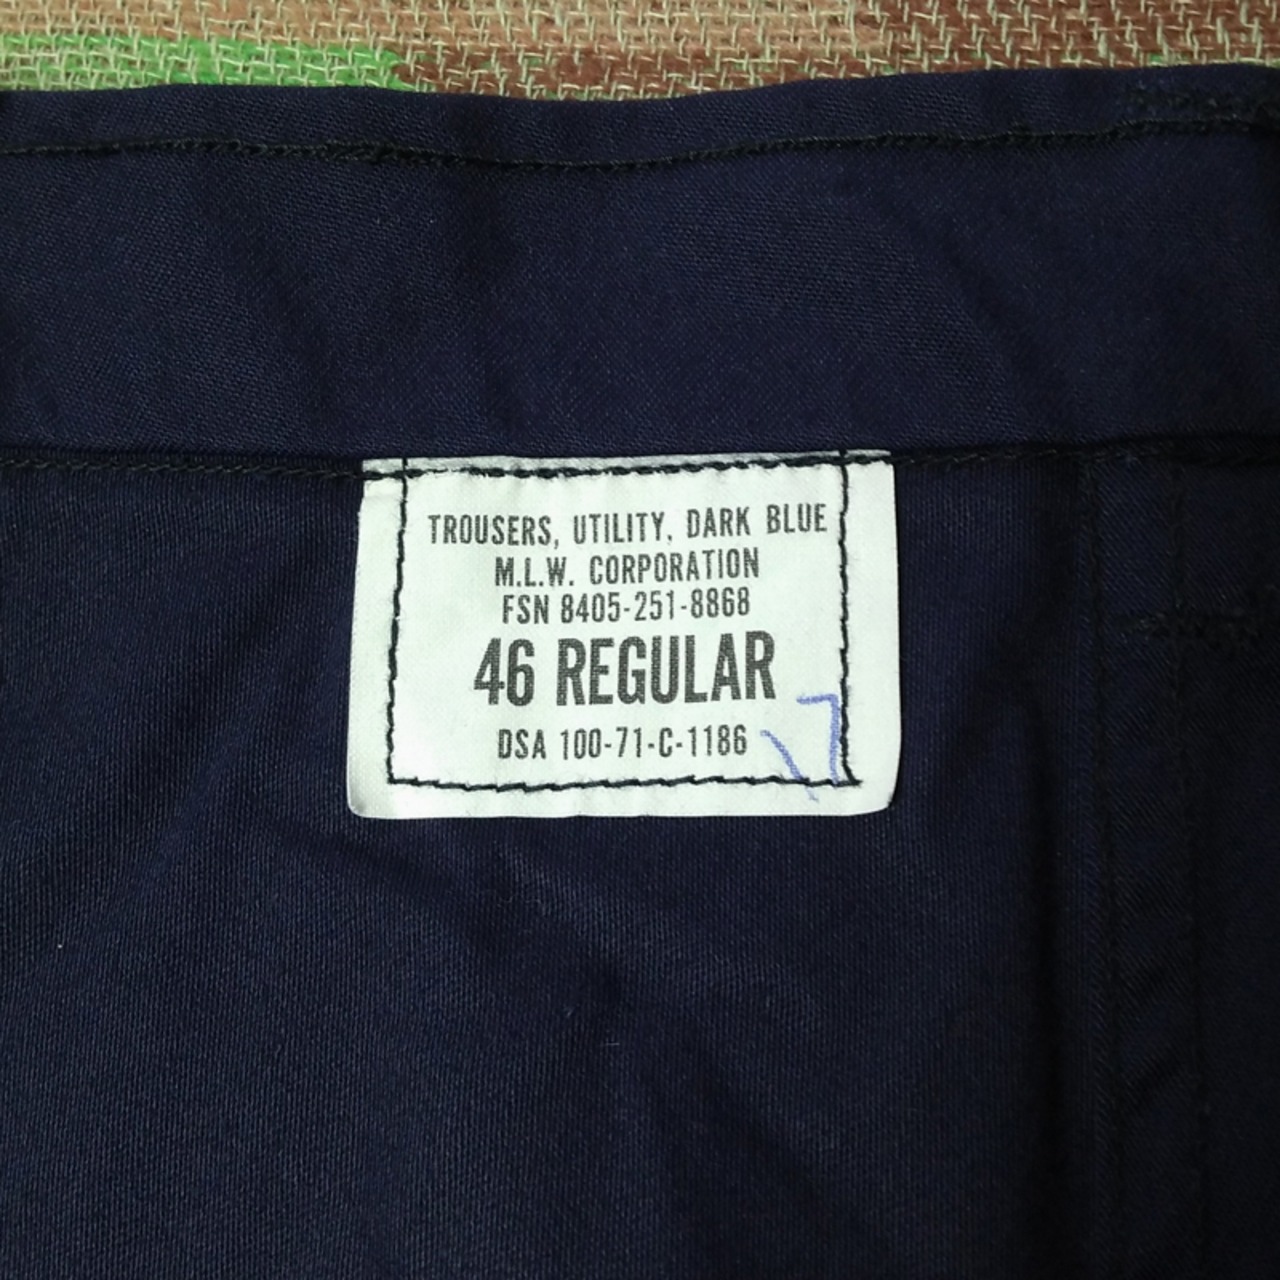 TROUSERS, UTILITY, DARK BLUE
M.L.W. CORPORATION
FSN 8405-251-8868
46 REGULAR
DSA 100-71-C-1186